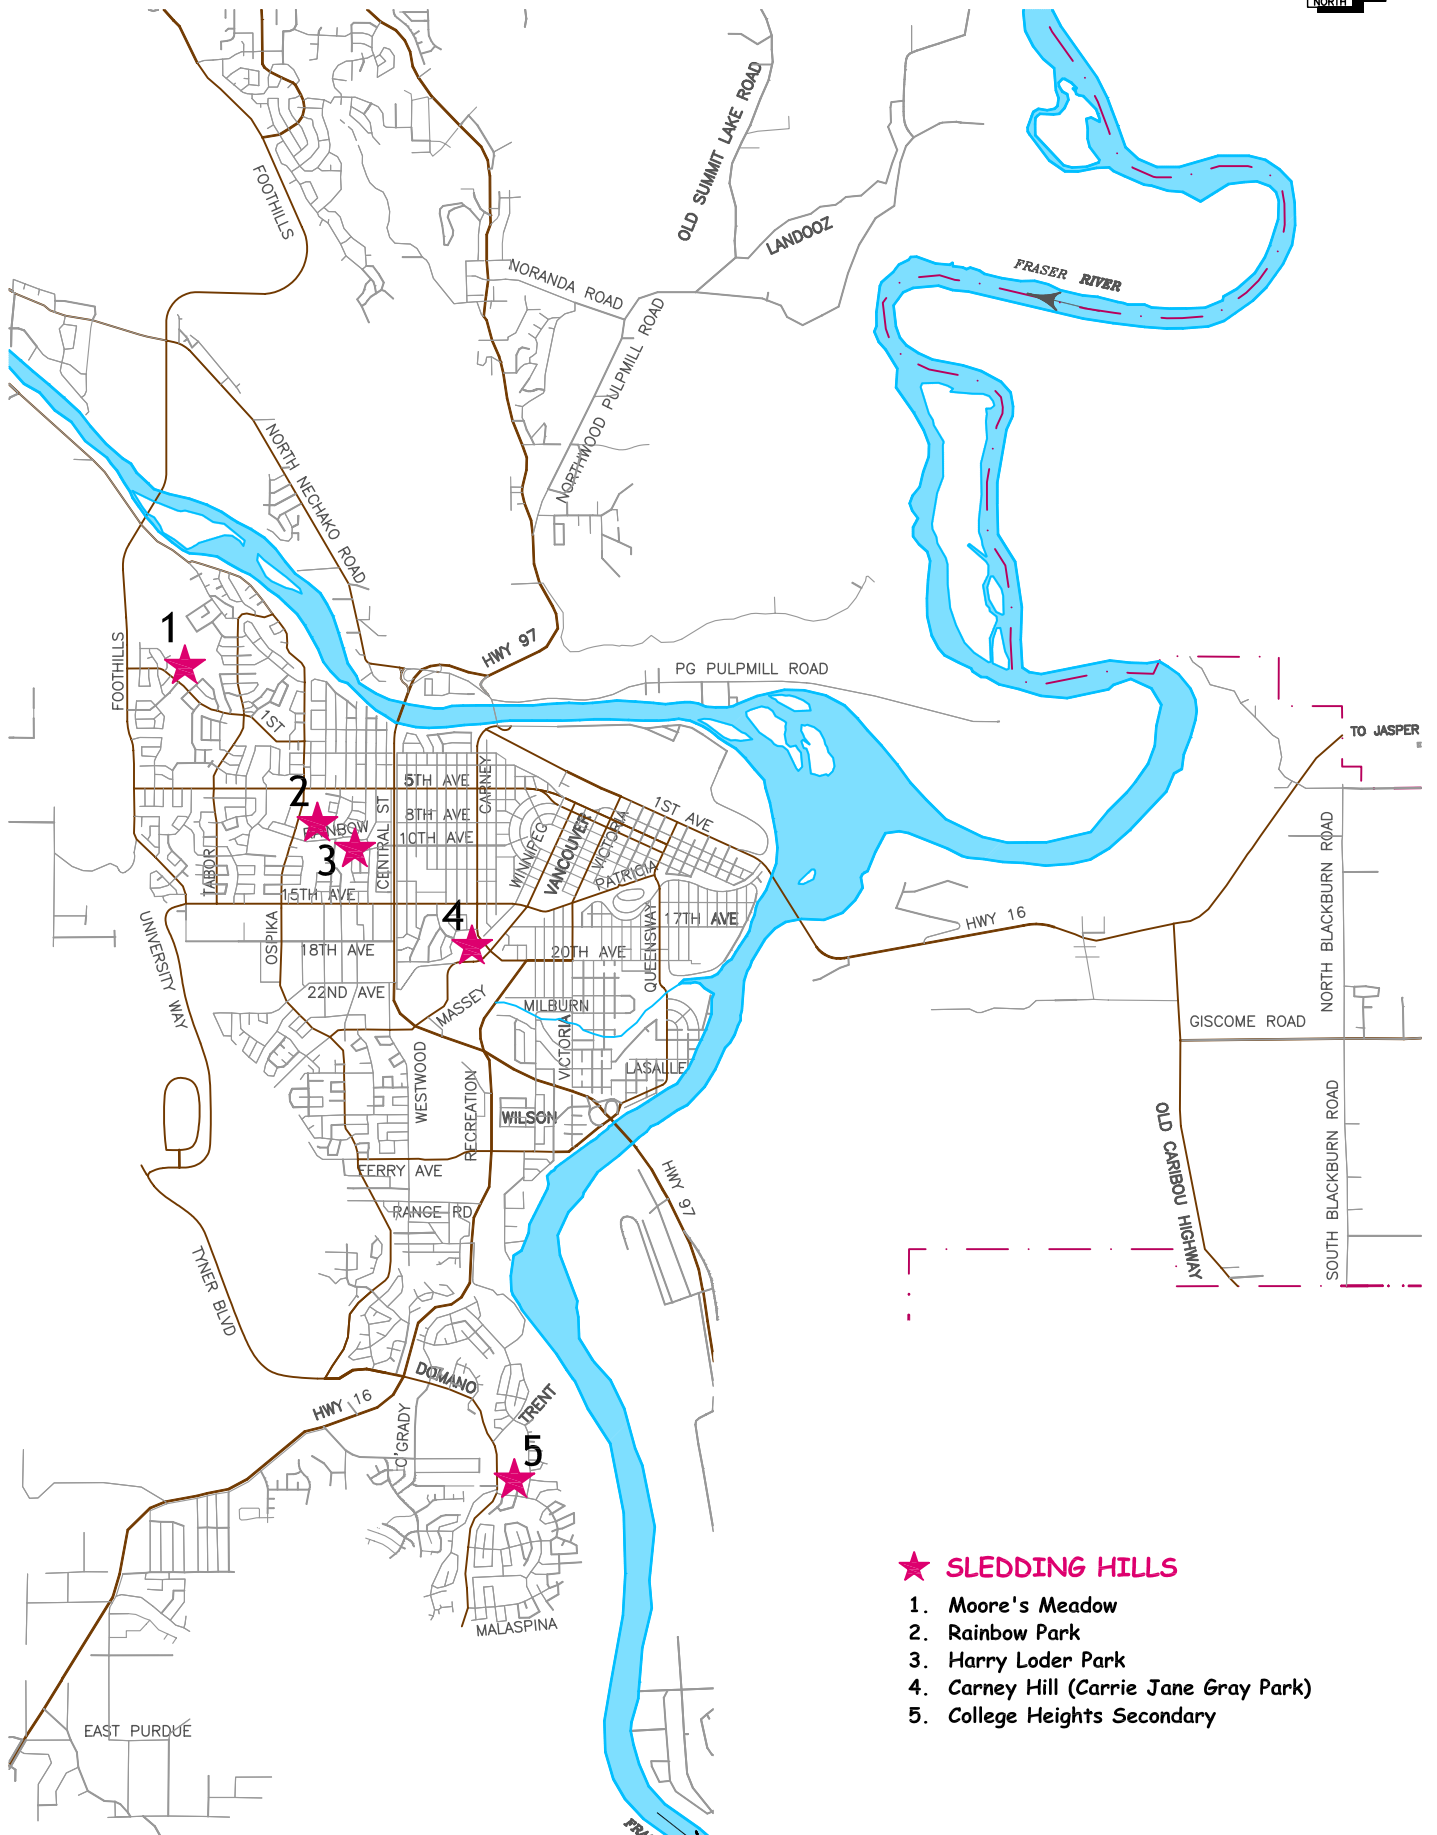 NORTH
OLD SUMMIT LAKE ROAD
FOOTHILLS
LANDOOZ
NORANDA ROAD
FRASER RIVER
NORTHWOOD PULPMILL ROAD
NORTH NECHAKO ROAD
1
FOOTHILLS
HWY 97
PG PULPMILL ROAD
1ST
TO JASPER
2
5TH AVE
CARNEY
8TH AVE
1ST AVE
RAINBOW
CENTRAL ST
10TH AVE
WINNIPEG
VANCOUVER
VICTORIA
3
TABOR
PATRICIA
15TH AVE
NORTH BLACKBURN ROAD
4
UNIVERSITY WAY
OSPIKA
18TH AVE
20TH AVE
QUEENSWAY
17TH AVE
HWY 16
22ND AVE
MASSEY
MILBURN
GISCOME ROAD
WESTWOOD
RECREATION
VICTORIA
LASALLE
WILSON
OLD CARIBOU HIGHWAY
SOUTH BLACKBURN ROAD
FERRY AVE
HWY 97
RANGE RD
TYNER BLVD
DOMANO
HWY 16
O'GRADY
TRENT
5
MALASPINA
EAST PURDUE
SLEDDING HILLS
1. Moore's Meadow
2. Rainbow Park
3. Harry Loder Park
4. Carney Hill (Carrie Jane Gray Park)
5. College Heights Secondary